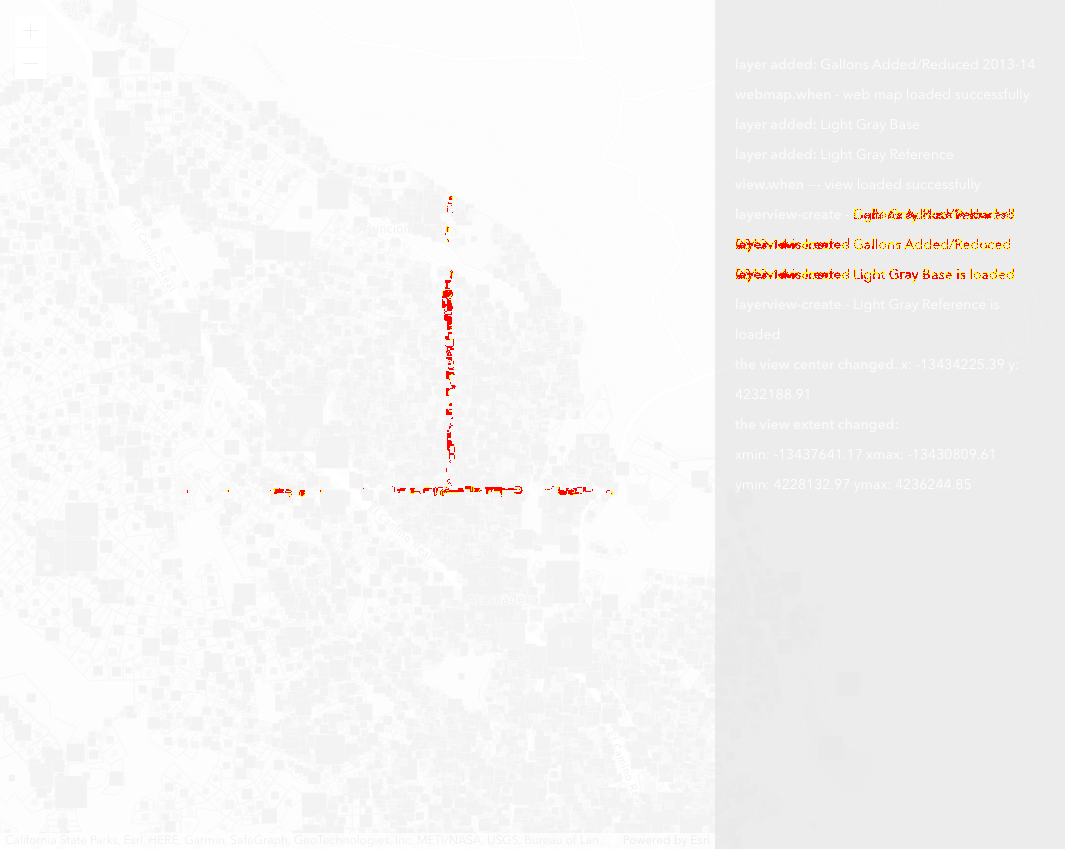 layer added: Gallons Added/Reduced 2013-14
webmap.when - web map loaded successfully
layer added: Light Gray Base
layer added: Light Gray Reference
view.when --- view loaded successfully
layerview-create -
Gallons Added/Reduced
Light Gray Base is loaded
layerview-create - Light Gray Reference is
loaded
the view center changed. x: -13434225.39 y:
4232188.91
the view extent changed:
xmin: -13437641.17 xmax: -13430809.61
ymin: 4228132.97 ymax: 4236244.85
California State Parks, Esri, HERE, Garmin, SafeGraph, GeoTechnologies, Inc, METI/NASA, USGS, Bureau of Lan... Powered by Esri